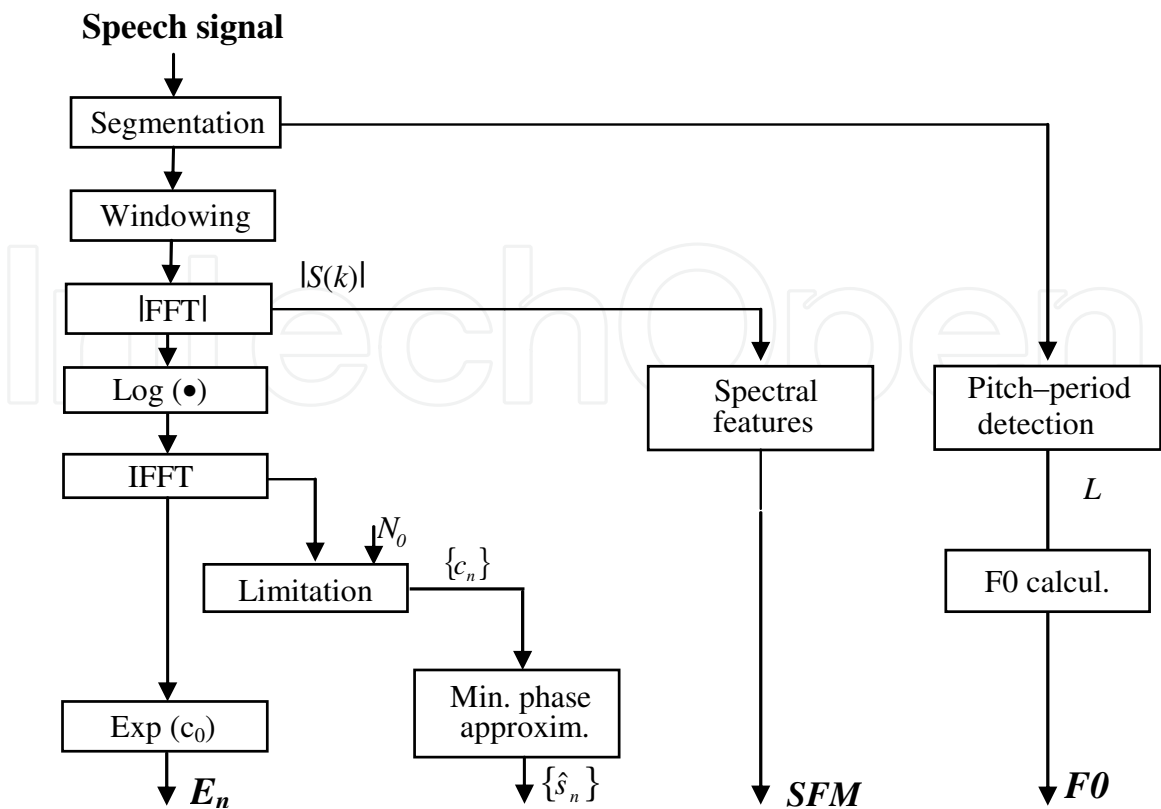 Speech signal
Segmentation
Windowing
|S(k)|
|FFT|
Log (●)
Spectral
features
Pitch–period
detection
IFFT
L
N₀
{cₙ}
Limitation
F0 calcul.
Min. phase
approxim.
Exp (c₀)
Eₙ
{ŝₙ}
SFM
F0
IntechOpen